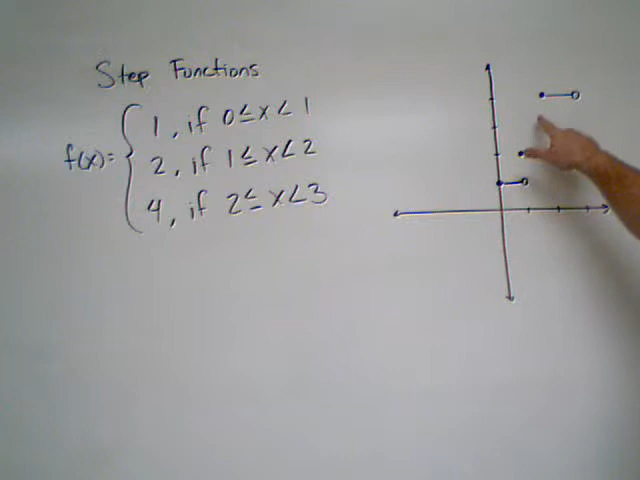 Step Functions
f(x)= { 1, if 0≤x<1
2, if 1≤x<2
4, if 2≤x<3